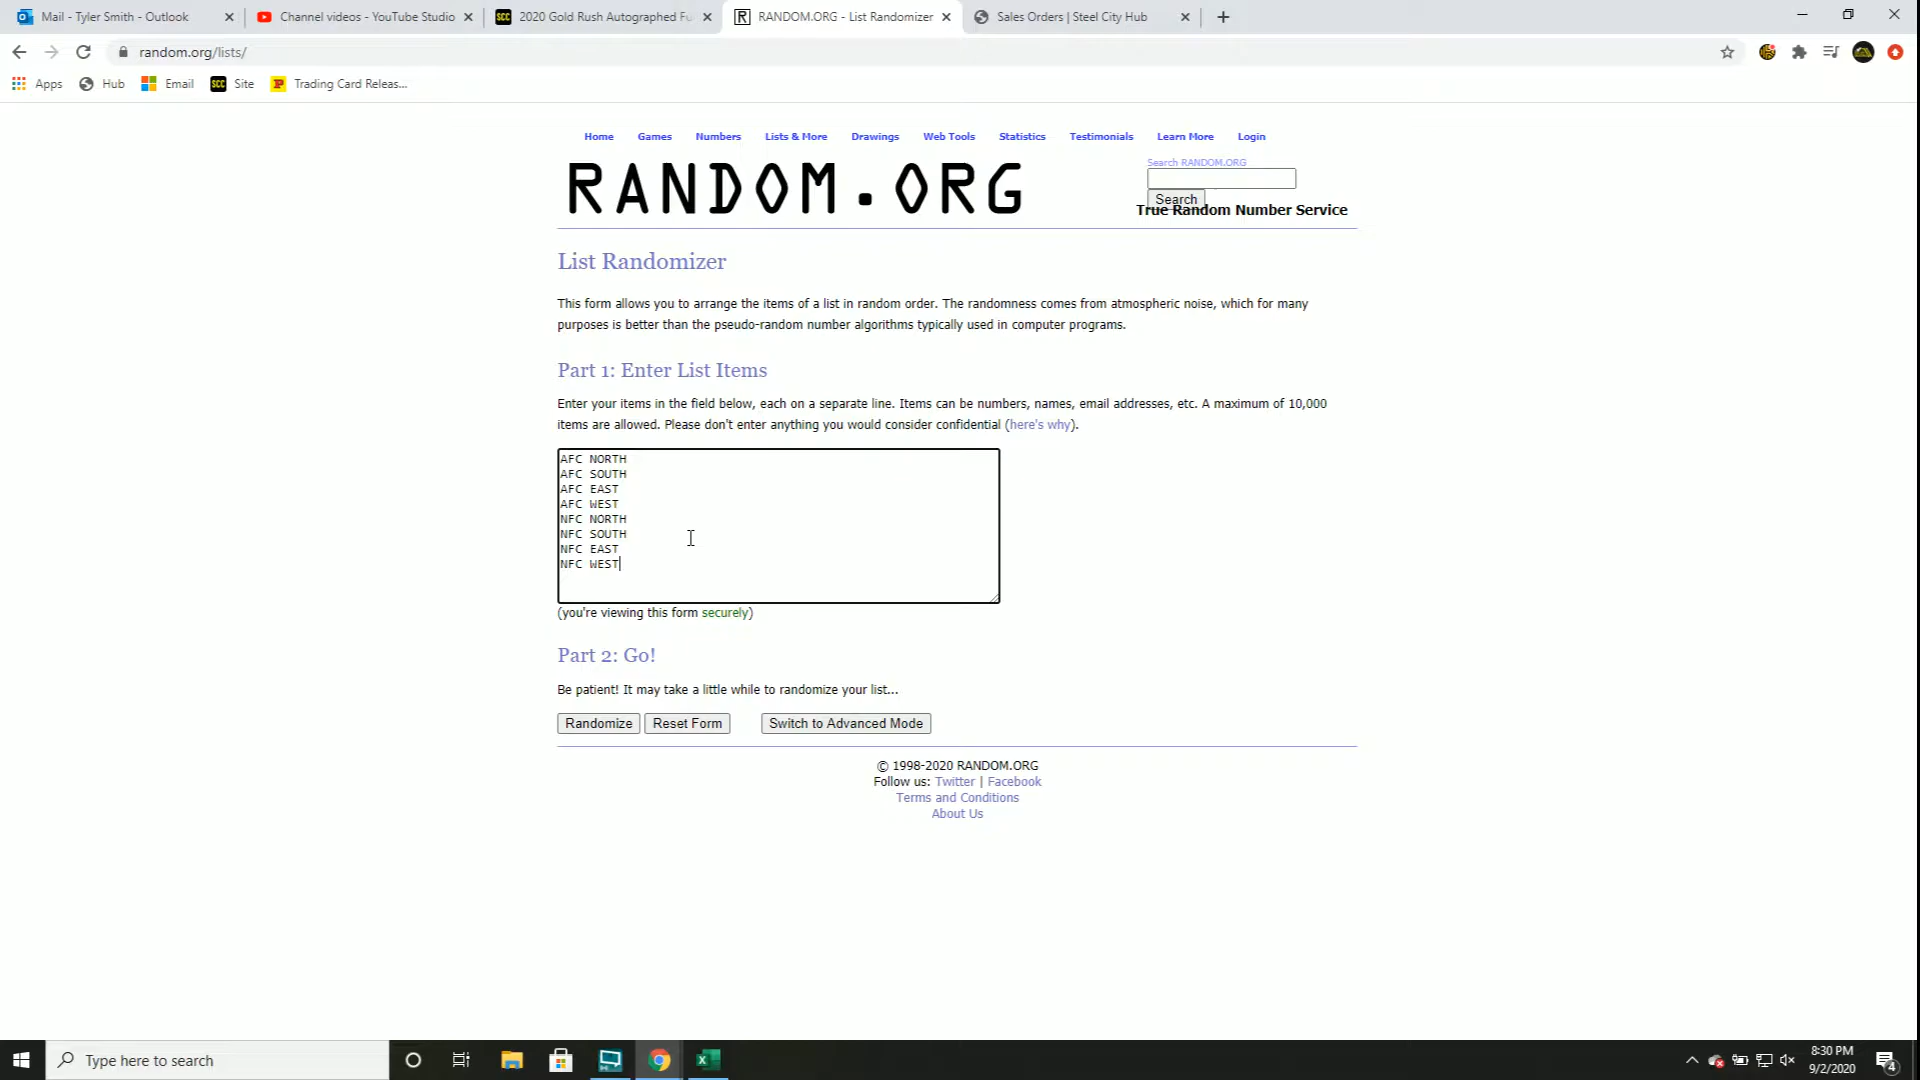 Mail - Tyler Smith - Outlook
Channel videos - YouTube Studio
SCC 2020 Gold Rush Autographed Fu
R RANDOM.ORG - List Randomizer
Sales Orders | Steel City Hub
random.org/lists/
Apps Hub Email SCC Site Trading Card Releas...
Home Games Numbers Lists & More Drawings Web Tools Statistics Testimonials Learn More Login
RANDOM.ORG
Search RANDOM.ORG
Search
True Random Number Service
List Randomizer
This form allows you to arrange the items of a list in random order. The randomness comes from atmospheric noise, which for many
purposes is better than the pseudo-random number algorithms typically used in computer programs.
Part 1: Enter List Items
Enter your items in the field below, each on a separate line. Items can be numbers, names, email addresses, etc. A maximum of 10,000
items are allowed. Please don't enter anything you would consider confidential (here's why).
AFC NORTH
AFC SOUTH
AFC EAST
AFC WEST
NFC NORTH
NFC SOUTH
NFC EAST
NFC WEST
(you're viewing this form securely)
Part 2: Go!
Be patient! It may take a little while to randomize your list...
Randomize Reset Form Switch to Advanced Mode
© 1998-2020 RANDOM.ORG
Follow us: Twitter | Facebook
Terms and Conditions
About Us
Type here to search
8:30 PM
9/2/2020
4